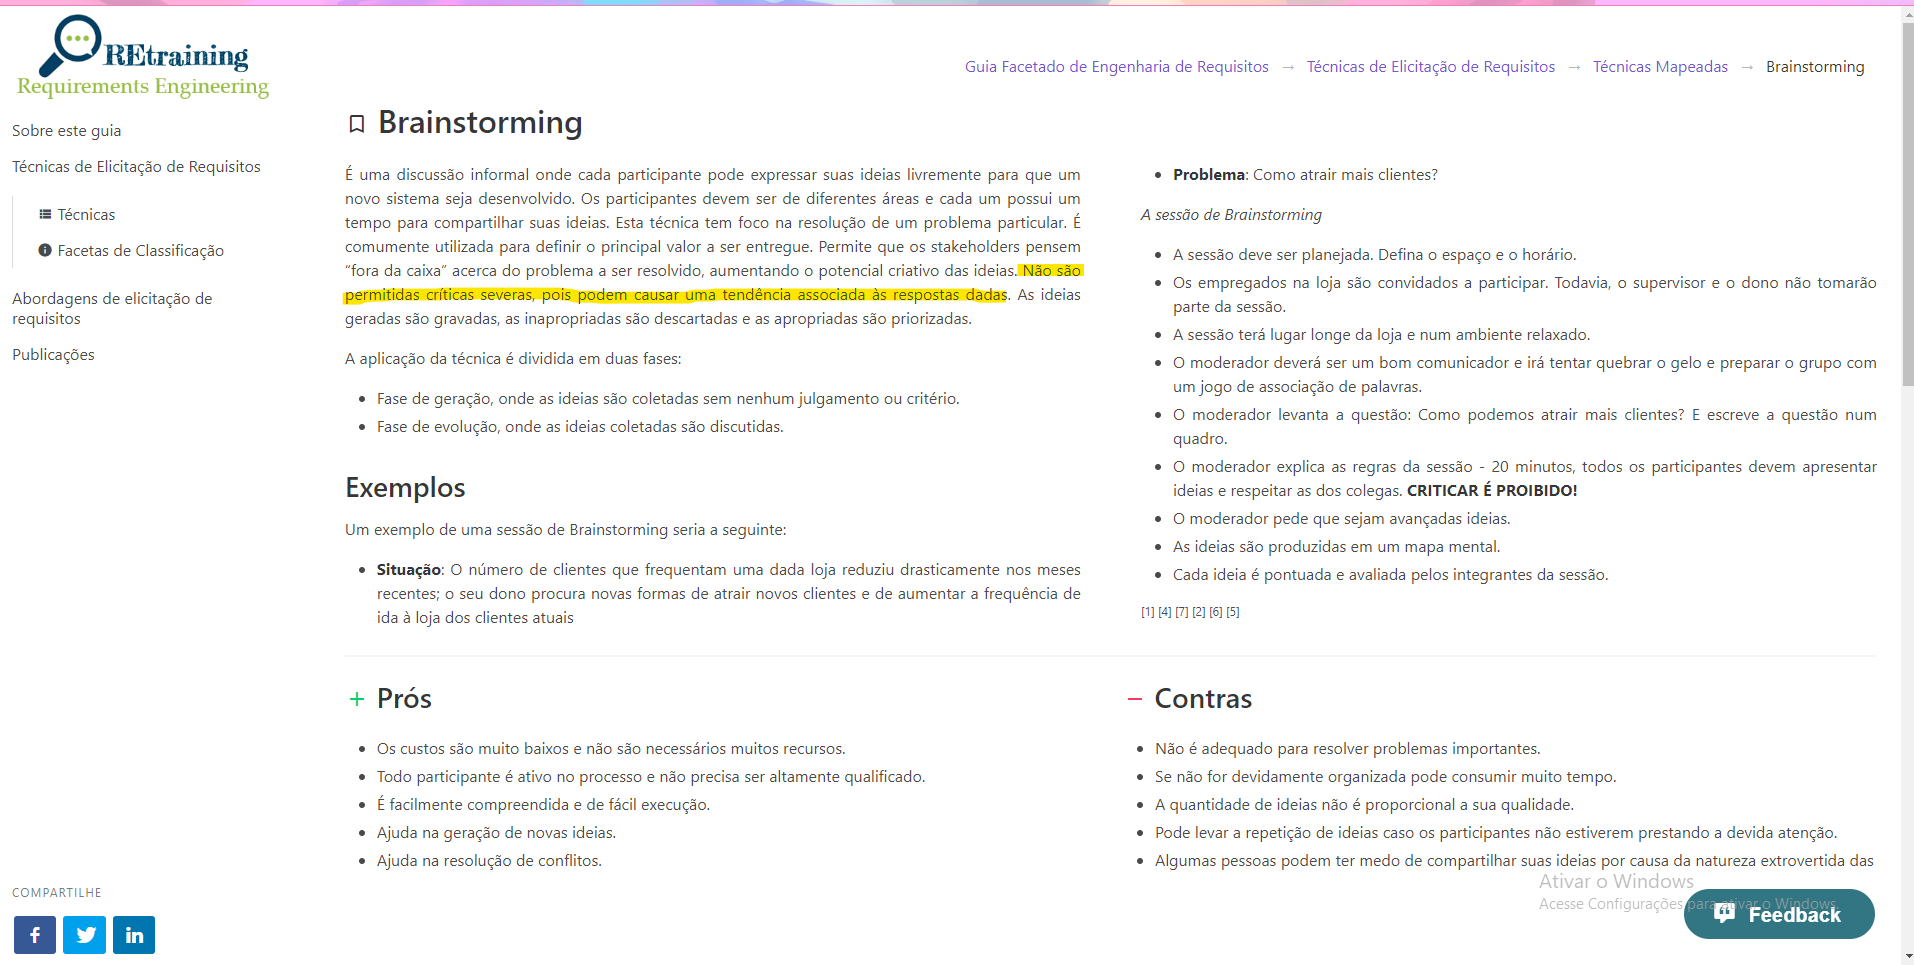 REtraining
Requirements Engineering
Guia Facetado de Engenharia de Requisitos → Técnicas de Elicitação de Requisitos → Técnicas Mapeadas → Brainstorming
Sobre este guia
Técnicas de Elicitação de Requisitos
Técnicas
Facetas de Classificação
Abordagens de elicitação de
requisitos
Publicações
Brainstorming
É uma discussão informal onde cada participante pode expressar suas ideias livremente para que um
novo sistema seja desenvolvido. Os participantes devem ser de diferentes áreas e cada um possui um
tempo para compartilhar suas ideias. Esta técnica tem foco na resolução de um problema particular. É
comumente utilizada para definir o principal valor a ser entregue. Permite que os stakeholders pensem
“fora da caixa” acerca do problema a ser resolvido, aumentando o potencial criativo das ideias. Não são
permitidas críticas severas, pois podem causar uma tendência associada às respostas dadas. As ideias
geradas são gravadas, as inapropriadas são descartadas e as apropriadas são priorizadas.
A aplicação da técnica é dividida em duas fases:
• Fase de geração, onde as ideias são coletadas sem nenhum julgamento ou critério.
• Fase de evolução, onde as ideias coletadas são discutidas.
Exemplos
Um exemplo de uma sessão de Brainstorming seria a seguinte:
• Situação: O número de clientes que frequentam uma dada loja reduziu drasticamente nos meses
recentes; o seu dono procura novas formas de atrair novos clientes e de aumentar a frequência de
ida à loja dos clientes atuais
• Problema: Como atrair mais clientes?
A sessão de Brainstorming
• A sessão deve ser planejada. Defina o espaço e o horário.
• Os empregados na loja são convidados a participar. Todavia, o supervisor e o dono não tomarão
parte da sessão.
• A sessão terá lugar longe da loja e num ambiente relaxado.
• O moderador deverá ser um bom comunicador e irá tentar quebrar o gelo e preparar o grupo com
um jogo de associação de palavras.
• O moderador levanta a questão: Como podemos atrair mais clientes? E escreve a questão num
quadro.
• O moderador explica as regras da sessão - 20 minutos, todos os participantes devem apresentar
ideias e respeitar as dos colegas. CRITICAR É PROIBIDO!
• O moderador pede que sejam avançadas ideias.
• As ideias são produzidas em um mapa mental.
• Cada ideia é pontuada e avaliada pelos integrantes da sessão.
[1] [4] [7] [2] [6] [5]
+ Prós
• Os custos são muito baixos e não são necessários muitos recursos.
• Todo participante é ativo no processo e não precisa ser altamente qualificado.
• É facilmente compreendida e de fácil execução.
• Ajuda na geração de novas ideias.
• Ajuda na resolução de conflitos.
− Contras
• Não é adequado para resolver problemas importantes.
• Se não for devidamente organizada pode consumir muito tempo.
• A quantidade de ideias não é proporcional a sua qualidade.
• Pode levar a repetição de ideias caso os participantes não estiverem prestando a devida atenção.
• Algumas pessoas podem ter medo de compartilhar suas ideias por causa da natureza extrovertida das
COMPARTILHE
Ativar o Windows
Acesse Configurações para ativar o Windows.
Feedback